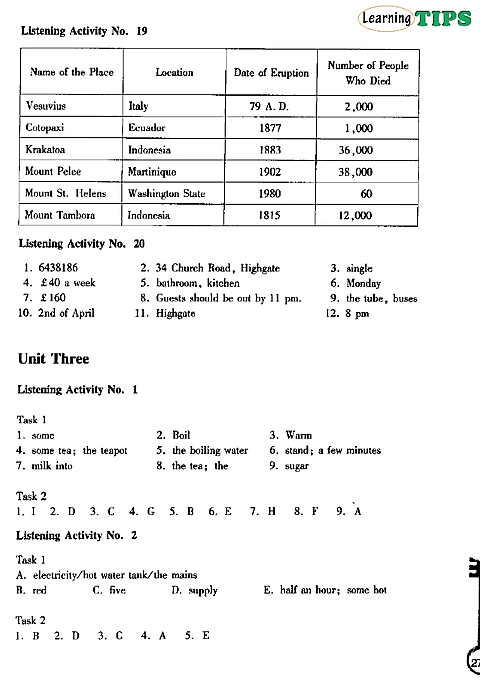 Learning TIPS
Listening Activity No. 19
Name of the Place Location Date of Eruption Number of People Who Died
Vesuvius Italy 79 A.D. 2,000
Cotopaxi Ecuador 1877 1,000
Krakatoa Indonesia 1883 36,000
Mount Pelee Martinique 1902 38,000
Mount St. Helens Washington State 1980 60
Mount Tambora Indonesia 1815 12,000
Listening Activity No. 20
1. 6438186 2. 34 Church Road, Highgate 3. single
4. £40 a week 5. bathroom, kitchen 6. Monday
7. £160 8. Guests should be out by 11 pm. 9. the tube, buses
10. 2nd of April 11. Highgate 12. 8 pm
Unit Three
Listening Activity No. 1
Task 1
1. some 2. Boil 3. Warm
4. some tea; the teapot 5. the boiling water 6. stand; a few minutes
7. milk into 8. the tea; the 9. sugar
Task 2
1. I 2. D 3. C 4. G 5. B 6. E 7. H 8. F 9. A
Listening Activity No. 2
Task 1
A. electricity/hot water tank/the mains
B. red C. five D. supply E. half an hour; some hot
Task 2
1. B 2. D 3. C 4. A 5. E